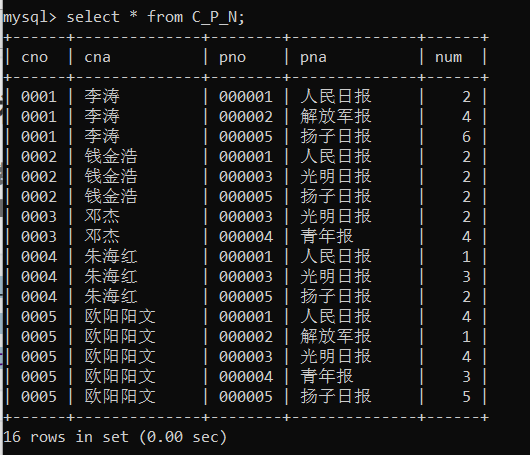 mysql> select * from C_P_N;
+------+--------------+--------+--------------+------+
| cno  | cna          | pno    | pna          | num  |
+------+--------------+--------+--------------+------+
| 0001 | 李涛         | 000001 | 人民日报     |    2 |
| 0001 | 李涛         | 000002 | 解放军报     |    4 |
| 0001 | 李涛         | 000005 | 扬子日报     |    6 |
| 0002 | 钱金浩       | 000001 | 人民日报     |    2 |
| 0002 | 钱金浩       | 000003 | 光明日报     |    2 |
| 0002 | 钱金浩       | 000005 | 扬子日报     |    2 |
| 0003 | 邓杰         | 000003 | 光明日报     |    2 |
| 0003 | 邓杰         | 000004 | 青年报       |    4 |
| 0004 | 朱海红       | 000001 | 人民日报     |    1 |
| 0004 | 朱海红       | 000003 | 光明日报     |    3 |
| 0004 | 朱海红       | 000005 | 扬子日报     |    2 |
| 0005 | 欧阳阳文     | 000001 | 人民日报     |    4 |
| 0005 | 欧阳阳文     | 000002 | 解放军报     |    1 |
| 0005 | 欧阳阳文     | 000003 | 光明日报     |    4 |
| 0005 | 欧阳阳文     | 000004 | 青年报       |    3 |
| 0005 | 欧阳阳文     | 000005 | 扬子日报     |    5 |
+------+--------------+--------+--------------+------+
16 rows in set (0.00 sec)